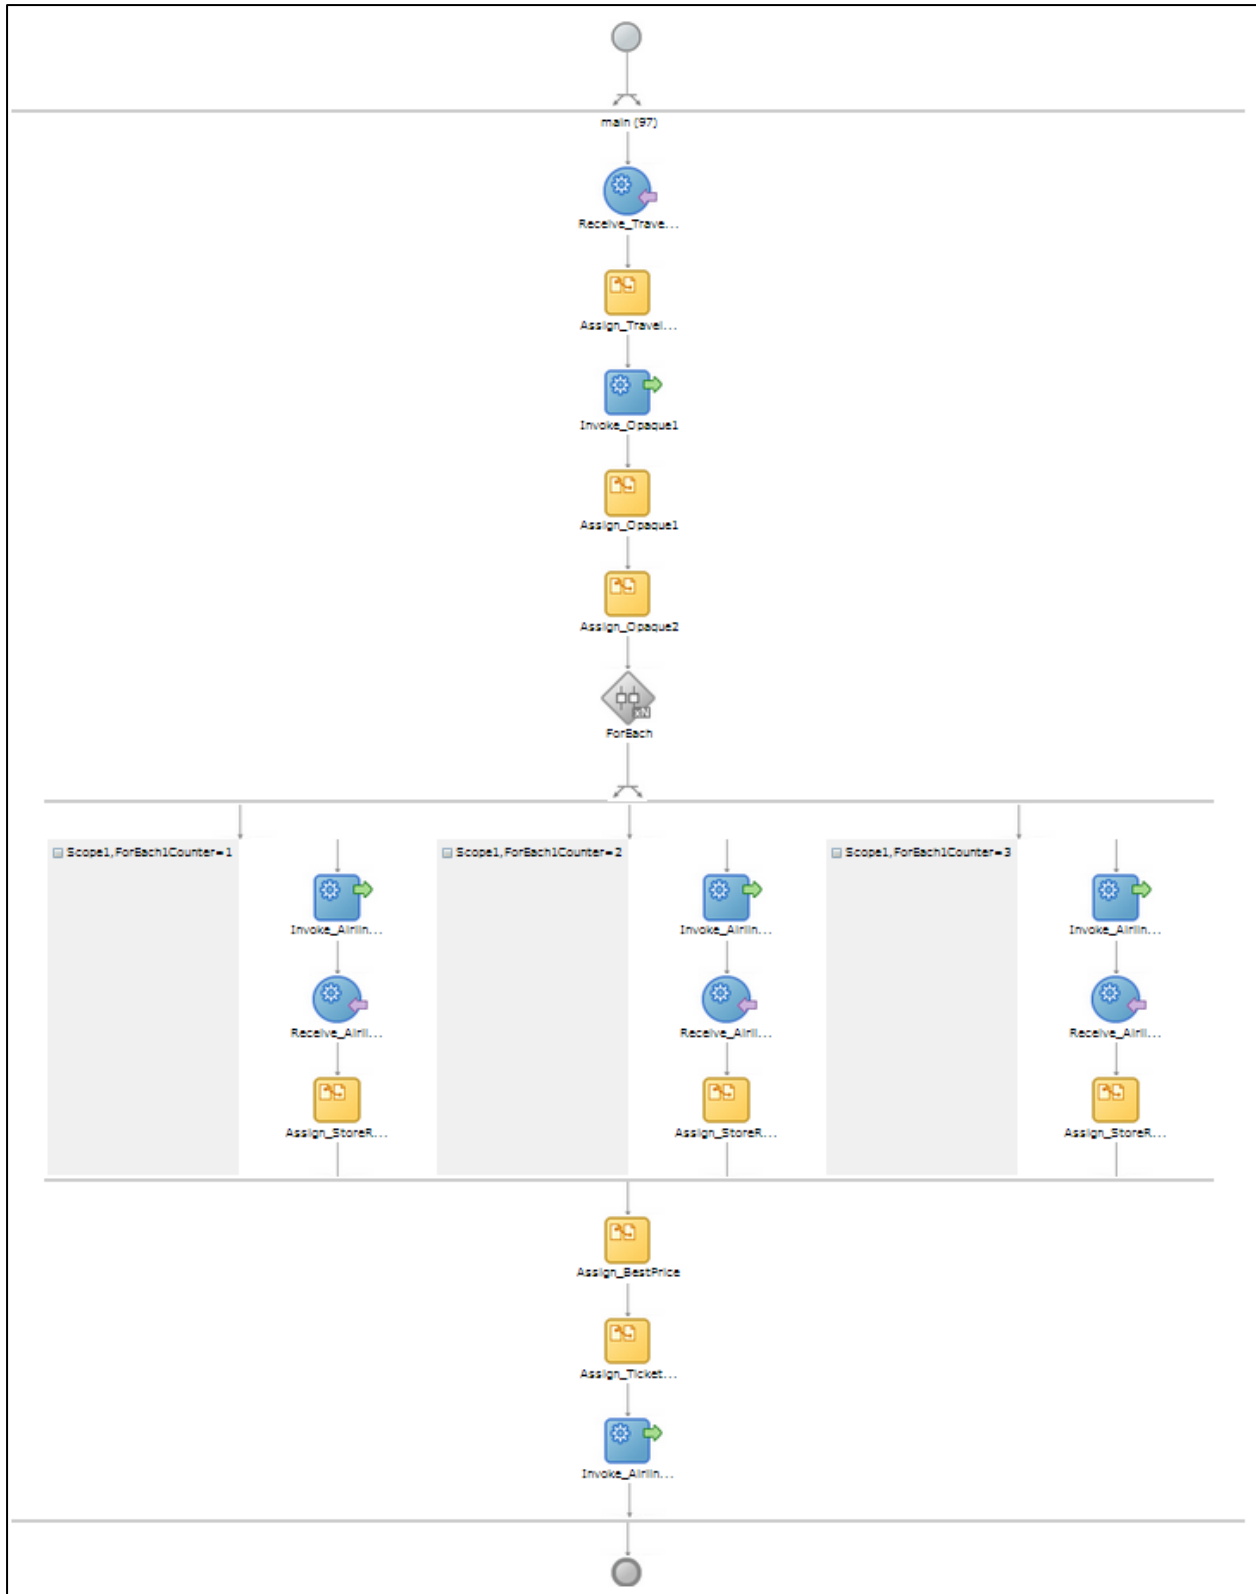 main (97)
Receive_Trave...
Assign_Travel...
Invoke_Opaque1
Assign_Opaque1
Assign_Opaque2
xN
ForEach
Scope1,ForEach1Counter=1 Scope1,ForEach1Counter=2 Scope1,ForEach1Counter=3
Invoke_Airlin... Invoke_Airlin... Invoke_Airlin...
Receive_Airli... Receive_Airli... Receive_Airli...
Assign_StoreR... Assign_StoreR... Assign_StoreR...
Assign_BestPrice
Assign_Ticket...
Invoke_Airlin...